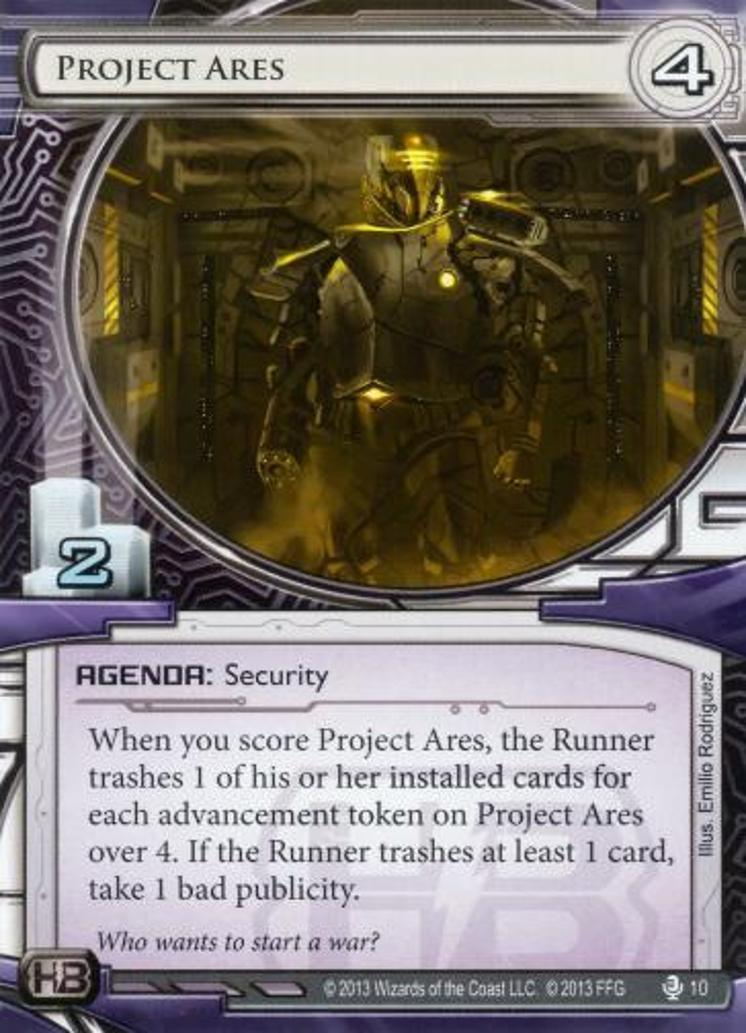 PROJECT ARES
4
2
AGENDA: Security
When you score Project Ares, the Runner
trashes 1 of his or her installed cards for
each advancement token on Project Ares
over 4. If the Runner trashes at least 1 card,
take 1 bad publicity.
Who wants to start a war?
Illus. Emilio Rodriguez
HB
© 2013 Wizards of the Coast LLC. © 2013 FFG
10